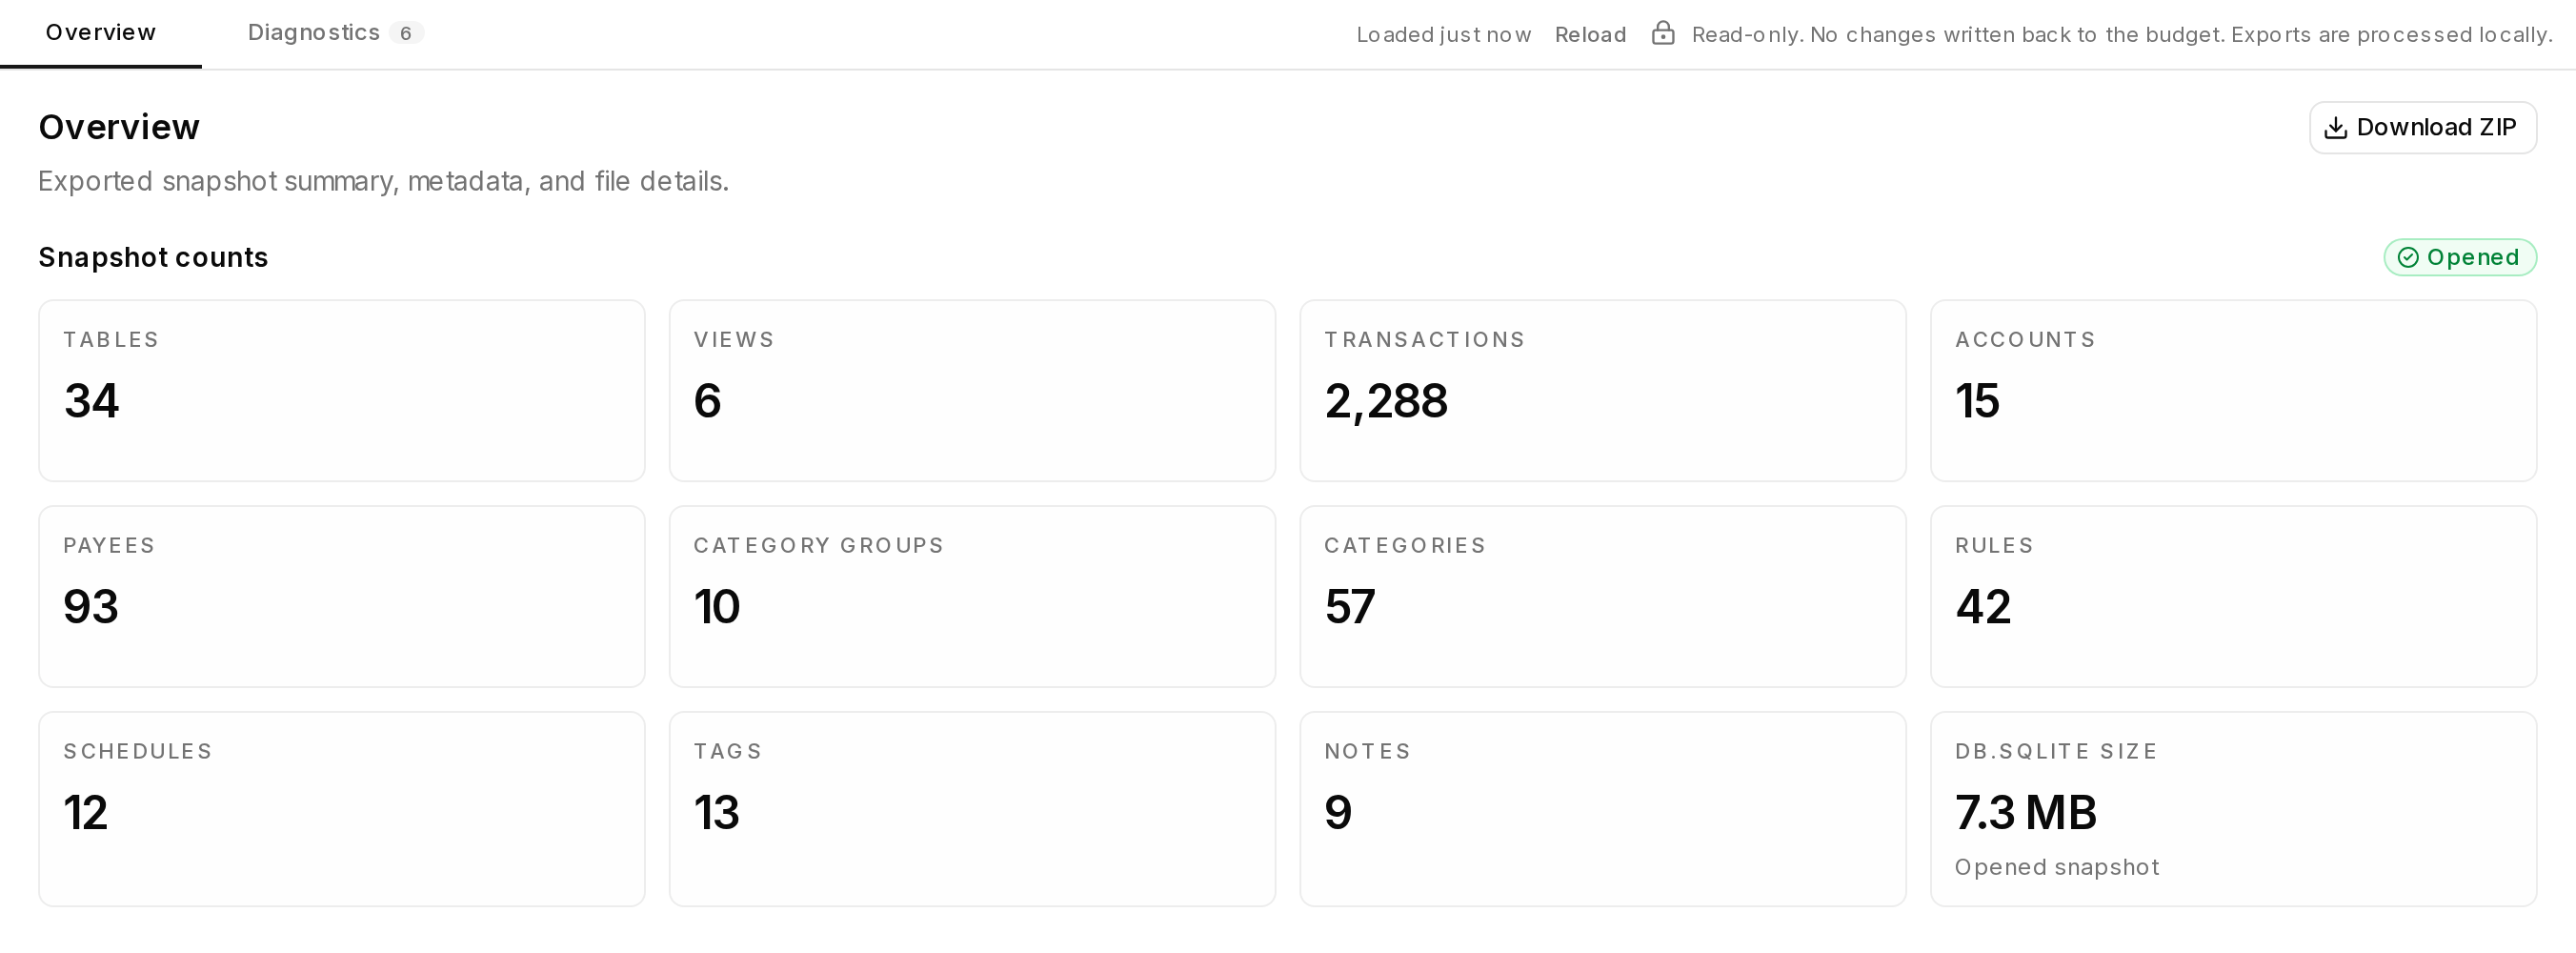 Overview Diagnostics 6 Loaded just now Reload Read-only. No changes written back to the budget. Exports are processed locally.
Overview Download ZIP
Exported snapshot summary, metadata, and file details.
Snapshot counts Opened
TABLES VIEWS TRANSACTIONS ACCOUNTS
34 6 2,288 15
PAYEES CATEGORY GROUPS CATEGORIES RULES
93 10 57 42
SCHEDULES TAGS NOTES DB.SQLITE SIZE
12 13 9 7.3 MB
Opened snapshot